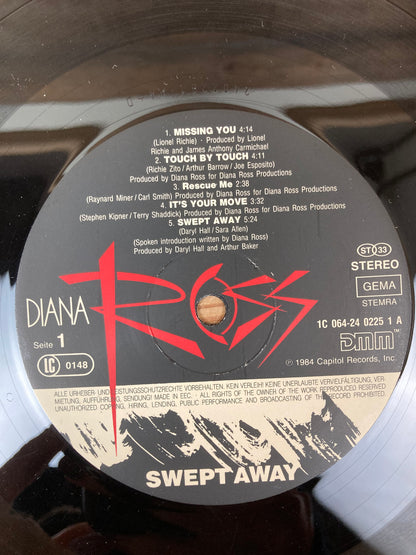 1. MISSING YOU 4:14
(Lionel Richie) · Produced by Lionel
Richie and James Anthony Carmichael
2. TOUCH BY TOUCH 4:11
(Richie Zito / Arthur Barrow / Joe Esposito)
Produced by Diana Ross for Diana Ross Productions
3. Rescue Me 2:38
(Raynard Miner / Carl Smith) Produced by Diana Ross for Diana Ross Productions
4. IT'S YOUR MOVE 3:32
(Stephen Kipner / Terry Shaddick) Produced by Diana Ross for Diana Ross Productions
5. SWEPT AWAY 5:24
(Daryl Hall / Sara Allen)
(Spoken introduction written by Diana Ross)
Produced by Daryl Hall and Arthur Baker
ST 33
STEREO
GEMA
STEMRA
DIANA ROSS
Seite 1
LC 0148
1C 064-24 0225 1 A
DMM
℗ 1984 Capitol Records, Inc.
ALLE URHEBER- UND LEISTUNGSSCHUTZRECHTE VORBEHALTEN. KEIN VERLEIH! KEINE UNERLAUBTE VERVIELFÄLTIGUNG, VER-
MIETUNG, AUFFÜHRUNG, SENDUNG! MADE IN EEC. - ALL RIGHTS OF THE OWNER OF THE WORK REPRODUCED RESERVED
UNAUTHORIZED COPYING, HIRING, LENDING, PUBLIC PERFORMANCE AND BROADCASTING OF THE RECORD PROHIBITED.
SWEPT AWAY